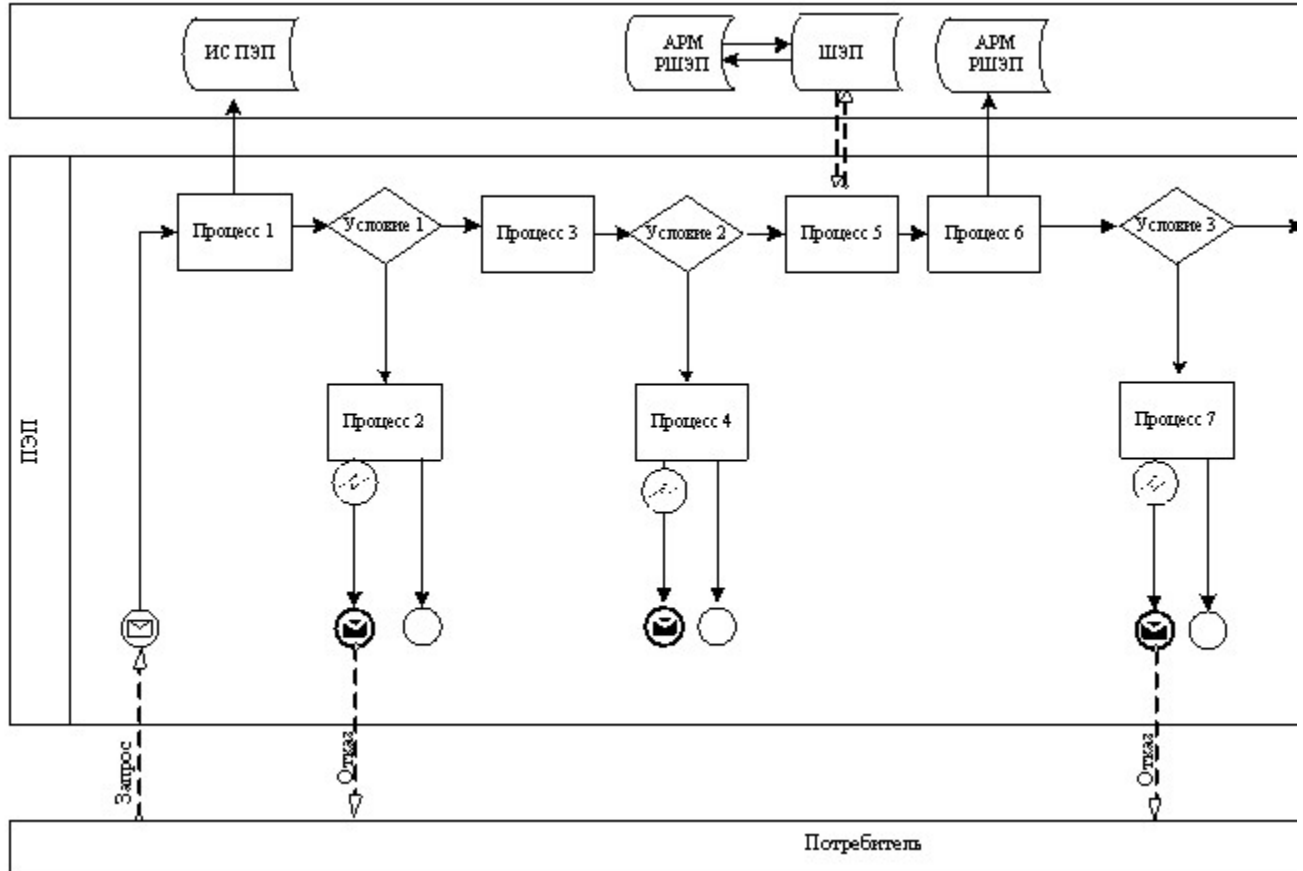 ИС ПЭП
АРМ
РШЭП
ШЭП
АРМ
РШЭП
ПЭП
Процесс 1
Условие 1
Процесс 3
Условие 2
Процесс 5
Процесс 6
Условие 3
Процесс 2
Процесс 4
Процесс 7
Запрос
Отказ
Отказ
Потребитель